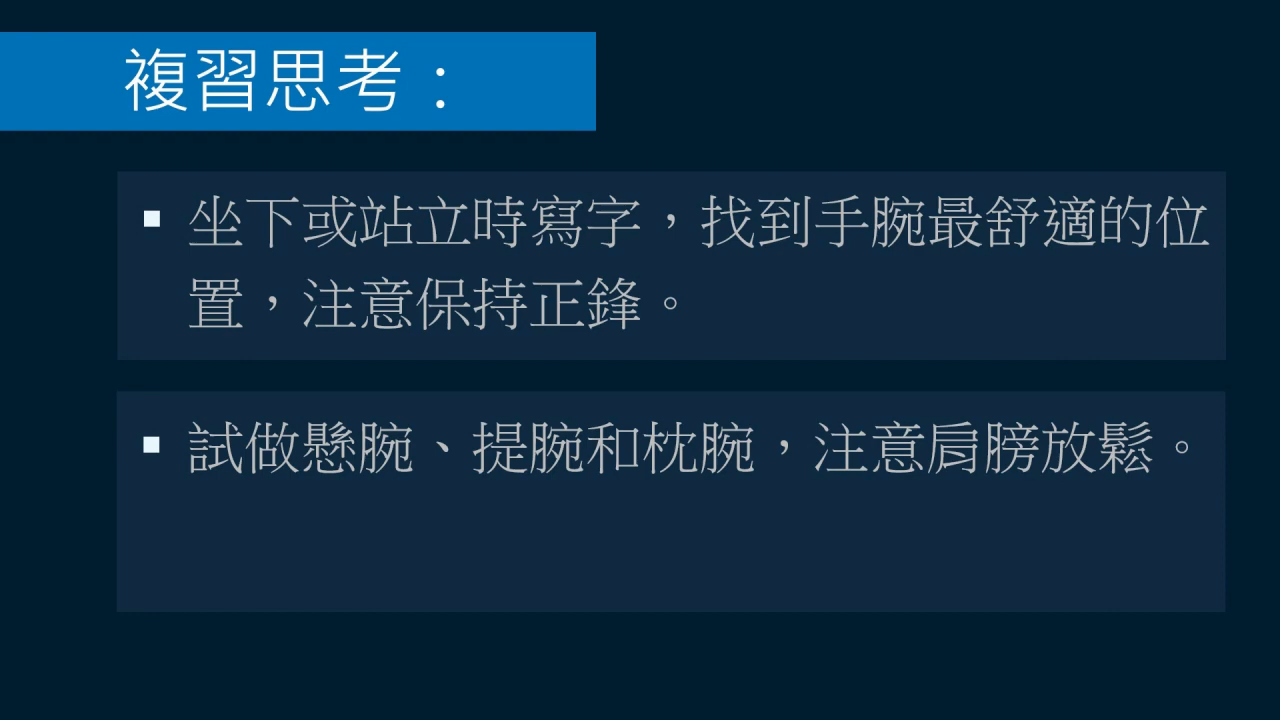 複習思考：
▪ 坐下或站立時寫字，找到手腕最舒適的位
置，注意保持正鋒。
▪ 試做懸腕、提腕和枕腕，注意肩膀放鬆。